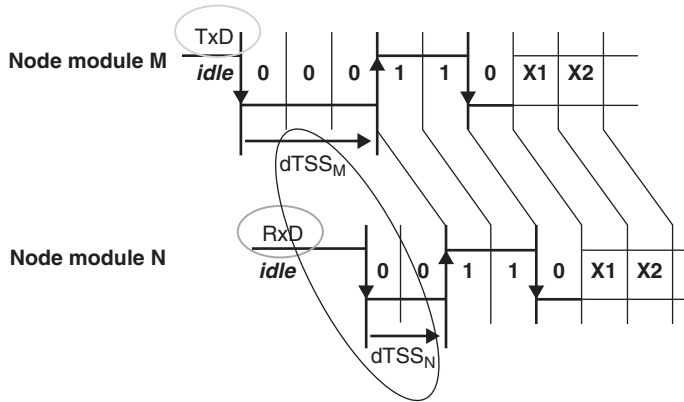 TxD
Node module M
idle 0 0 0 1 1 0 X1 X2
dTSSM
RxD
Node module N
idle 0 0 1 1 0 X1 X2
dTSSN